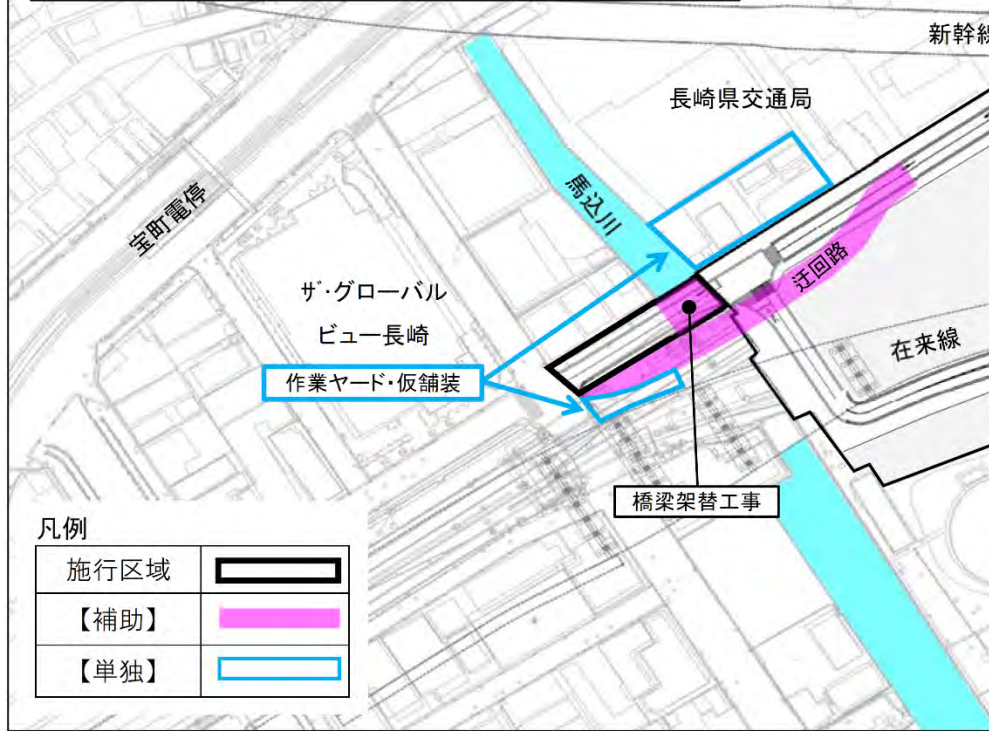 新幹線
長崎県交通局
馬込川
宝町電停
迂回路
ザ・グローバル
ビュー長崎
在来線
作業ヤード・仮舗装
橋梁架替工事
凡例
施行区域
【補助】
【単独】